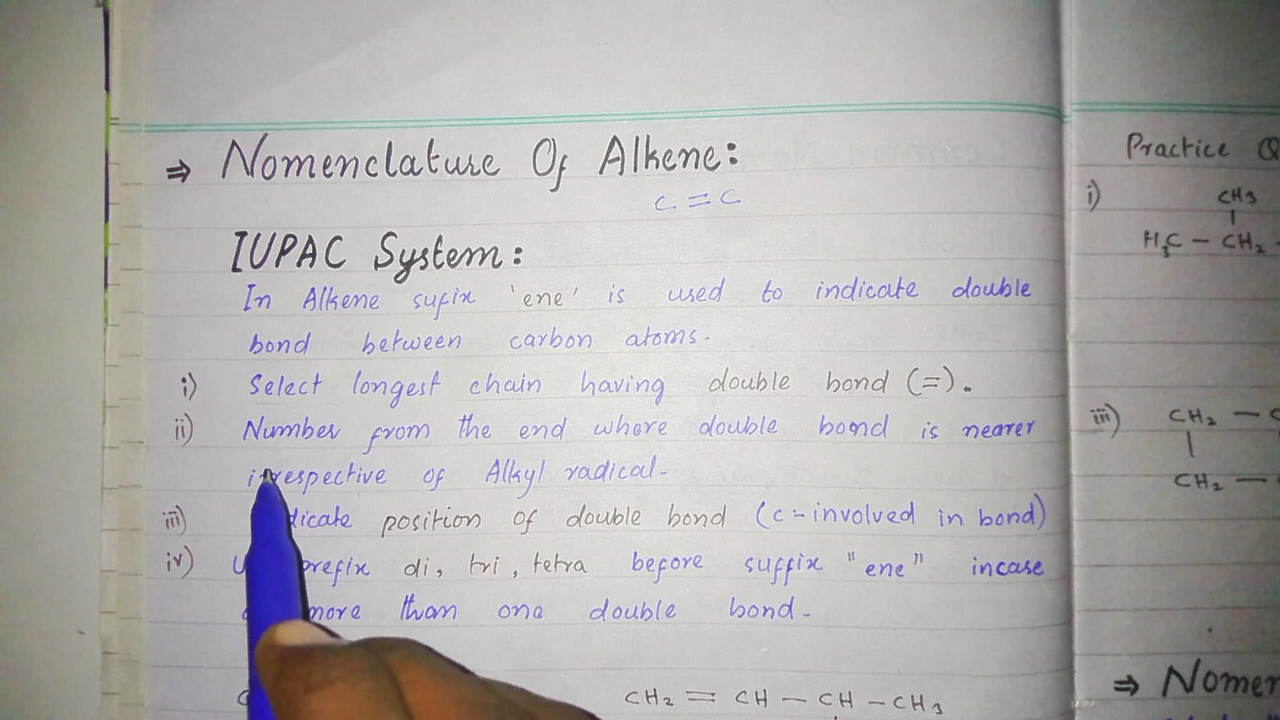 ⇒ Nomenclature Of Alkene:
C = C
IUPAC System:
In Alkene sufix 'ene' is used to indicate double
bond between carbon atoms.
i) Select longest chain having double bond (=).
ii) Number from the end where double bond is nearer
irrespective of Alkyl radical.
iii) dicate position of double bond (c-involved in bond)
iv) prefix di, tri, tetra before suffix "ene" incase
more than one double bond.
CH2 = CH - CH - CH3
Practice Q
i) CH3
H3C - CH2
iii) CH2 - C
CH2 -
⇒ Nomen